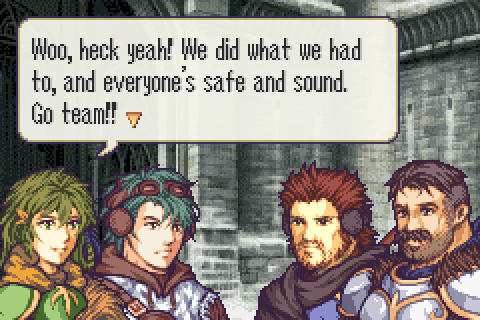 Woo, heck yeah! We did what we had
to, and everyone's safe and sound.
Go team!!